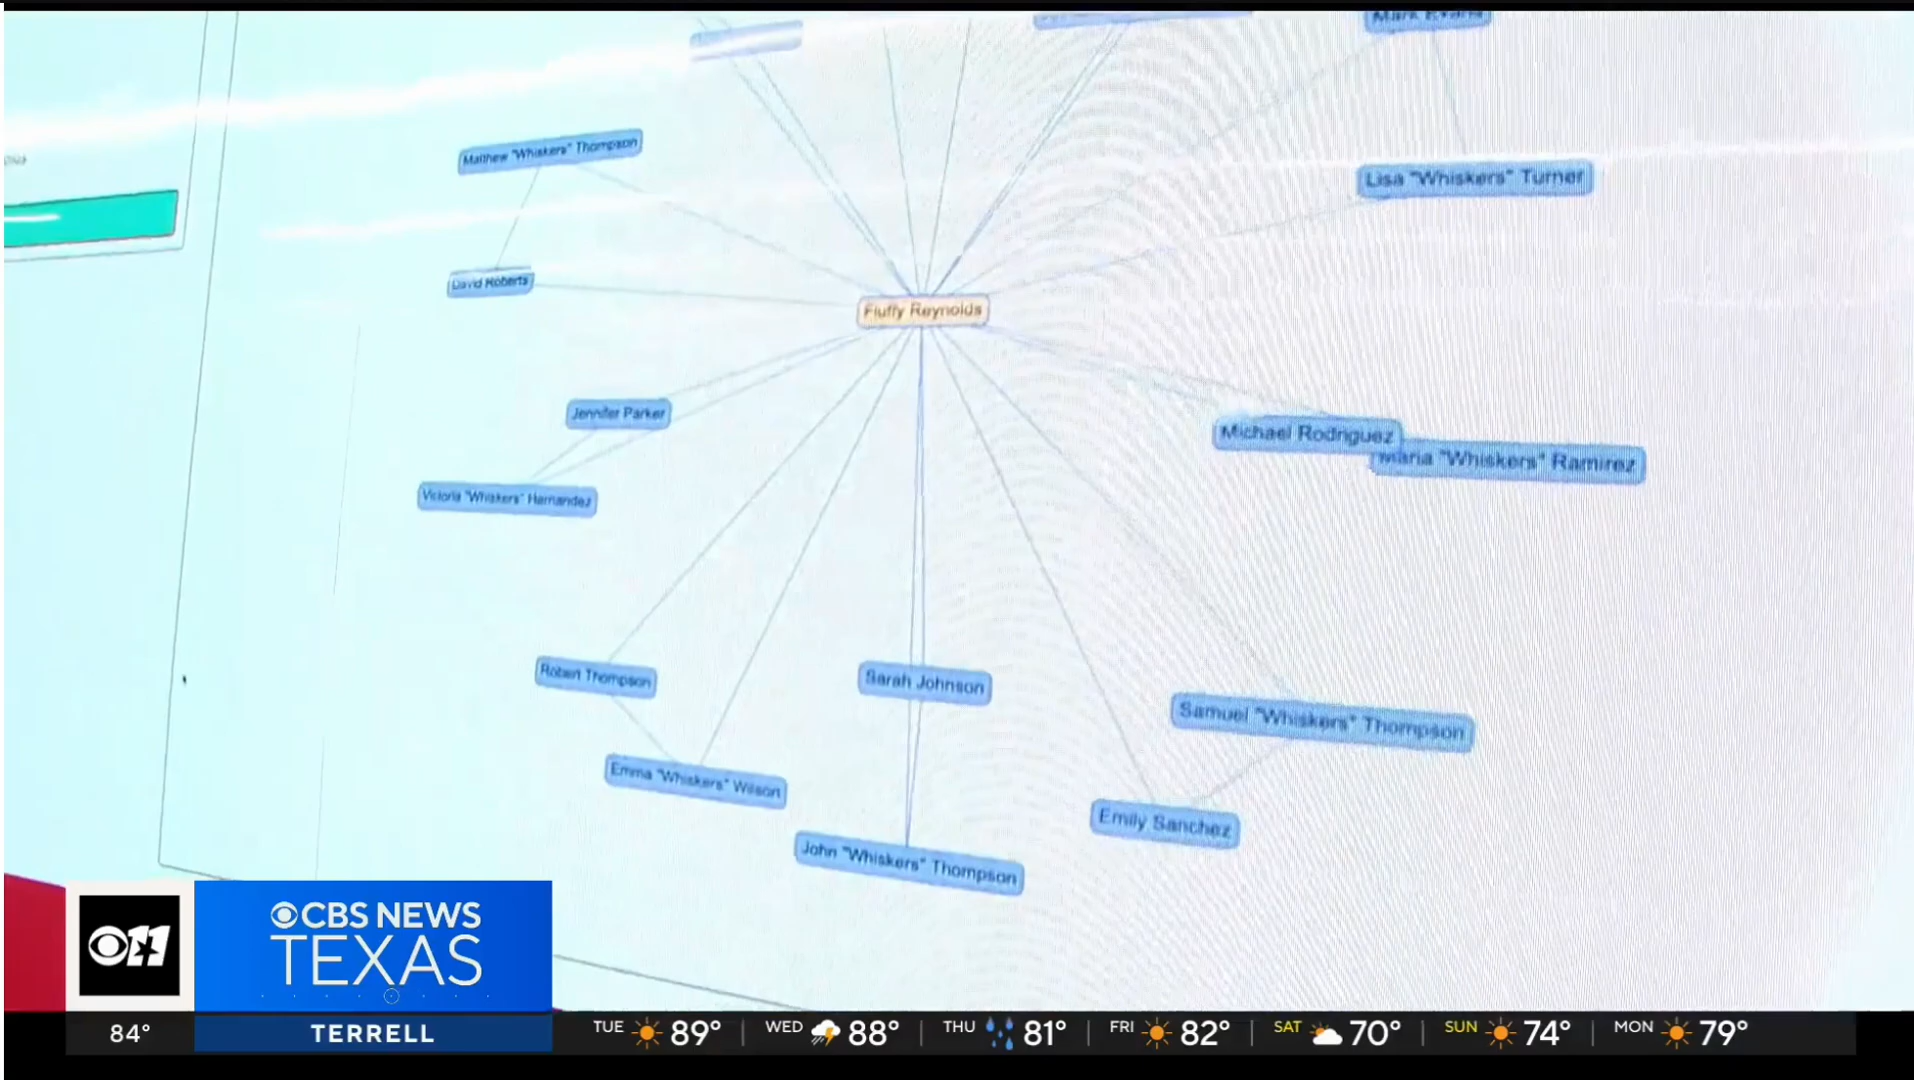 Mark Evans
Matthew "Whiskers" Thompson
Lisa "Whiskers" Turner
David Roberts
Fluffy Reynolds
Jennifer Parker
Michael Rodriguez
Maria "Whiskers" Ramirez
Victoria "Whiskers" Hernandez
Robert Thompson
Sarah Johnson
Samuel "Whiskers" Thompson
Emma "Whiskers" Wilson
Emily Sanchez
John "Whiskers" Thompson
11
CBS NEWS
TEXAS
84° TERRELL TUE 89° WED 88° THU 81° FRI 82° SAT 70° SUN 74° MON 79°